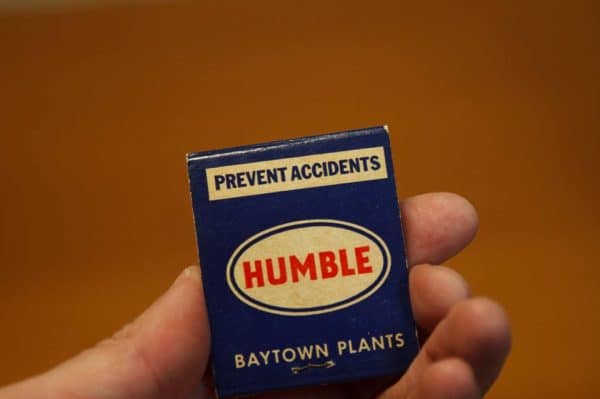 PREVENT ACCIDENTS
HUMBLE
BAYTOWN PLANTS